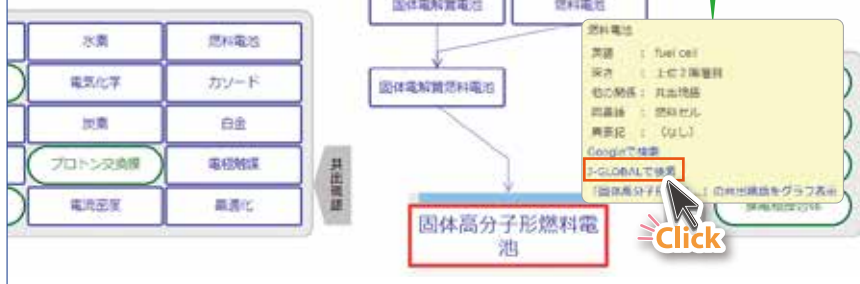 固体電解質電池
燃料電池
水素
燃料電池
電気化学
カソード
炭素
白金
プロトン交換膜
電極触媒
電流密度
最適化
共出現語
固体電解質燃料電池
固体高分子形燃料電
池
燃料電池
英語 : fuel cell
深さ : 上位2階層目
他の関係 : 共出現語
同義語 : 燃料セル
異表記 : (なし)
Googleで検索
J-GLOBALで検索
「固体高分子形 」の共出現語をグラフ表示
Click